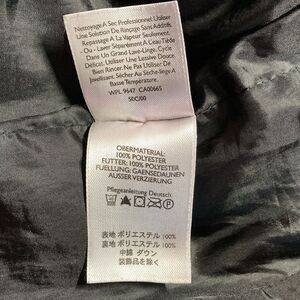 Nettoyage A Sec Professionnel. Utiliser
Une Solution De Rinçage Sans Additifs.
Repassage A La Vapeur Seulement.
- Ou - Laver Séparément A L'eau Tiède
Dans Un Grand Lave-Linge. Cycle
Délicat. Utiliser Une Lessive Douce.
Bien Rincer. Ne Pas Utiliser De
Javellisant. Sécher Au Sèche-linge A
Basse Température.
WPL 9647 CA00665
50C/00
OBERMATERIAL:
100% POLYESTER
FUTTER: 100% POLYESTER
FUELLUNG: GAENSEDAUNEN
AUSSER VERZIERUNG
Pflegeanleitung Deutsch.
表地 ポリエステル 100%
裏地 ポリエステル 100%
中綿 ダウン
装飾品を除く